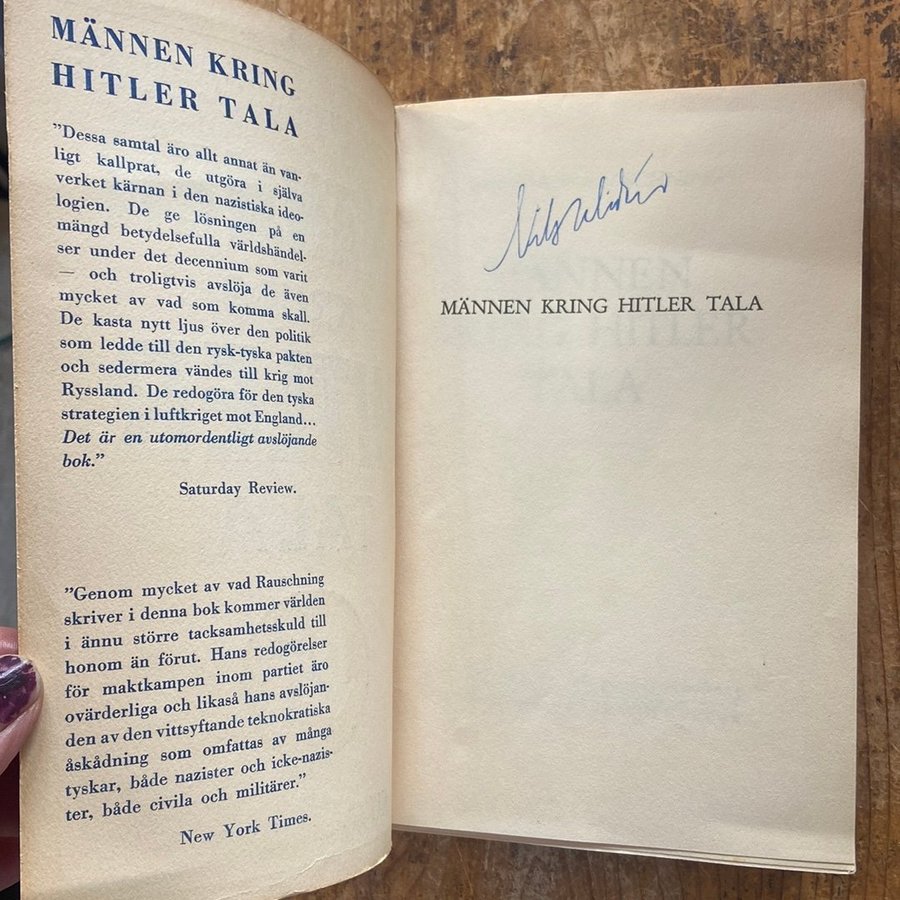 MÄNNEN KRING
HITLER TALA
”Dessa samtal äro allt annat än van-
ligt kallprat, de utgöra i själva
verket kärnan i den nazistiska ideo-
logien. De ge lösningen på en
mängd betydelsefulla världshändel-
ser under det decennium som varit
— och troligtvis avslöja de även
mycket av vad som komma skall.
De kasta nytt ljus över den politik
som ledde till den rysk-tyska pakten
och sedermera vändes till krig mot
Ryssland. De redogöra för den tyska
strategien i luftkriget mot England...
Det är en utomordentligt avslöjande
bok.”
Saturday Review.
”Genom mycket av vad Rauschning
skriver i denna bok kommer världen
i ännu större tacksamhetsskuld till
honom än förut. Hans redogörelser
för maktkampen inom partiet äro
ovärderliga och likaså hans avslöjan-
den av den vittsyftande teknokratiska
åskådning som omfattas av många
tyskar, både nazister och icke-nazis-
ter, både civila och militärer.”
New York Times.
Nils
MÄNNEN KRING HITLER TALA